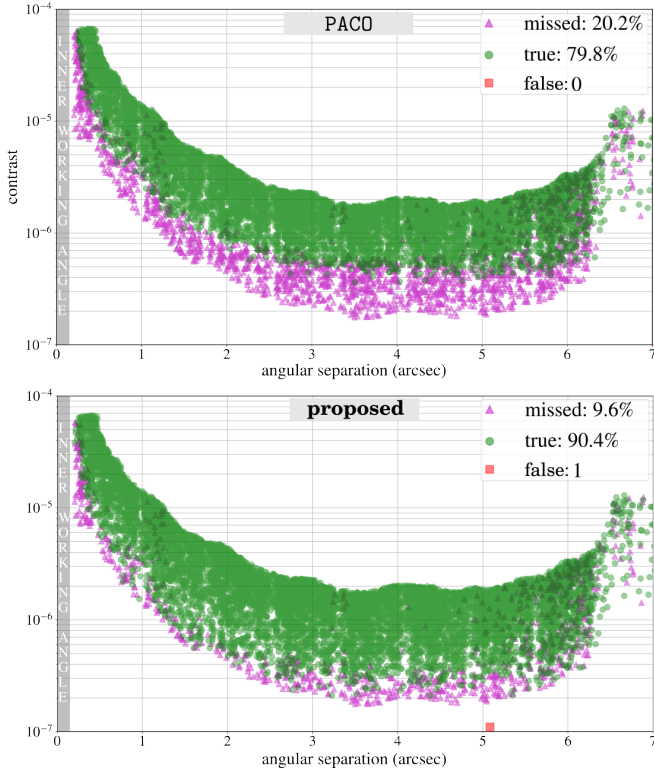 PACO
missed: 20.2%
true: 79.8%
false: 0
10⁻⁴
10⁻⁵
10⁻⁶
10⁻⁷
contrast
INNER WORKING ANGLE
0 1 2 3 4 5 6 7
angular separation (arcsec)
proposed
missed: 9.6%
true: 90.4%
false: 1
10⁻⁴
10⁻⁵
10⁻⁶
10⁻⁷
INNER WORKING ANGLE
0 1 2 3 4 5 6 7
angular separation (arcsec)